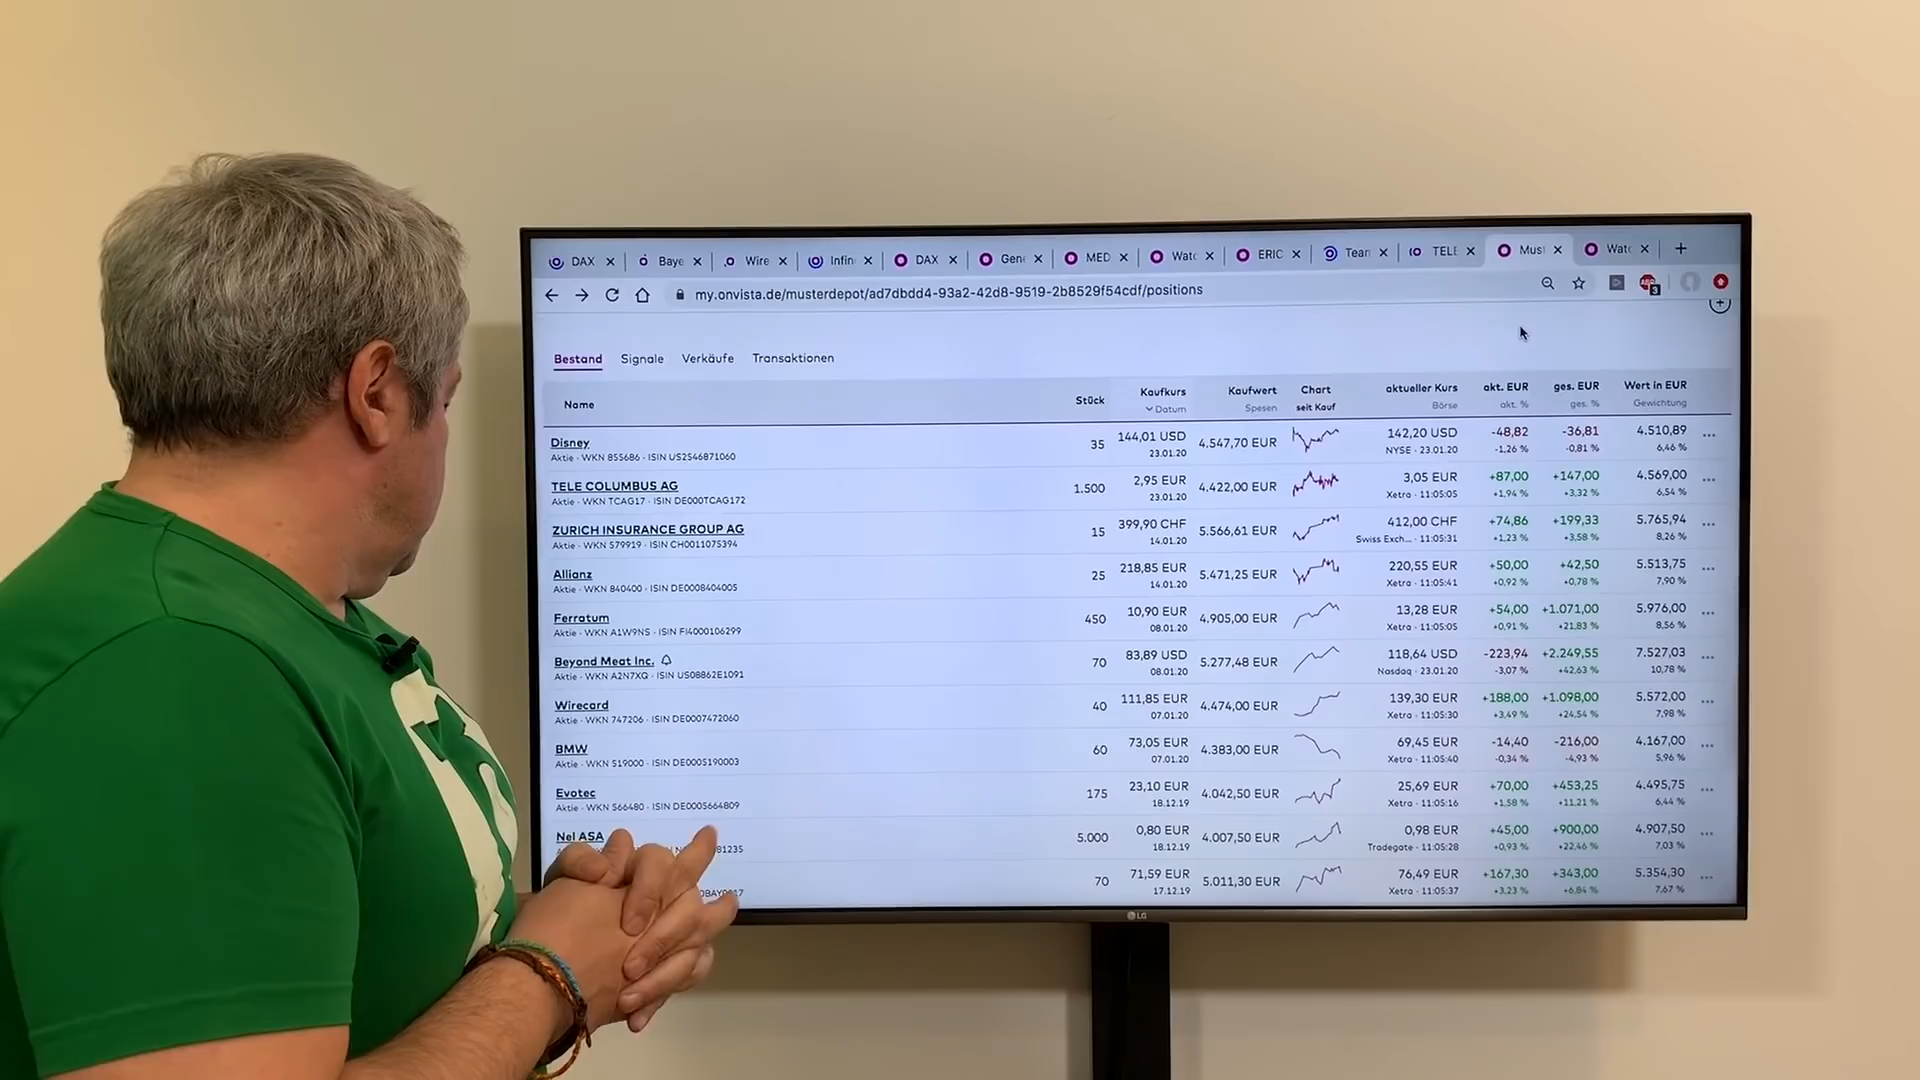 DAX
Baye
Wire
Infin
DAX
Gene
MED
Watc
ERIC
Team
TELE
Must
Watc
my.onvista.de/musterdepot/ad7dbdd4-93a2-42d8-9519-2b8529f54cdf/positions
Bestand Signale Verkäufe Transaktionen
Name Stück Kaufkurs Kaufwert Chart aktueller Kurs akt. EUR ges. EUR Wert in EUR
Datum Spesen seit Kauf Börse akt. % ges. % Gewichtung
Disney 35 144,01 USD 4.547,70 EUR 142,20 USD -48,82 -36,81 4.510,89
Aktie - WKN 855686 - ISIN US2546871060 23.01.20 NYSE - 23.01.20 -1,26 % -0,81 % 6,46 %
TELE COLUMBUS AG 1.500 2,95 EUR 4.422,00 EUR 3,05 EUR +87,00 +147,00 4.569,00
Aktie - WKN TCAG17 - ISIN DE000TCAG172 23.01.20 Xetra - 11:05:05 +1,94 % +3,32 % 6,54 %
ZURICH INSURANCE GROUP AG 15 399,90 CHF 5.566,61 EUR 412,00 CHF +74,86 +199,33 5.765,94
Aktie - WKN 579919 - ISIN CH0011075394 14.01.20 Swiss Exch... - 11:05:31 +1,23 % +3,58 % 8,26 %
Allianz 25 218,85 EUR 5.471,25 EUR 220,55 EUR +50,00 +42,50 5.513,75
Aktie - WKN 840400 - ISIN DE0008404005 14.01.20 Xetra - 11:05:41 +0,92 % +0,78 % 7,90 %
Ferratum 450 10,90 EUR 4.905,00 EUR 13,28 EUR +54,00 +1.071,00 5.976,00
Aktie - WKN A1W9NS - ISIN FI4000106299 08.01.20 Xetra - 11:05:05 +0,91 % +21,83 % 8,56 %
Beyond Meat Inc. 70 83,89 USD 5.277,48 EUR 118,64 USD -223,94 +2.249,55 7.527,03
Aktie - WKN A2N7XQ - ISIN US08862E1091 08.01.20 Nasdaq - 23.01.20 -3,07 % +42,63 % 10,78 %
Wirecard 40 111,85 EUR 4.474,00 EUR 139,30 EUR +188,00 +1.098,00 5.572,00
Aktie - WKN 747206 - ISIN DE0007472060 07.01.20 Xetra - 11:05:30 +3,49 % +24,54 % 7,98 %
BMW 60 73,05 EUR 4.383,00 EUR 69,45 EUR -14,40 -216,00 4.167,00
Aktie - WKN 519000 - ISIN DE0005190003 07.01.20 Xetra - 11:05:40 -0,34 % -4,93 % 5,96 %
Evotec 175 23,10 EUR 4.042,50 EUR 25,69 EUR +70,00 +453,25 4.495,75
Aktie - WKN 566480 - ISIN DE0005664809 18.12.19 Xetra - 11:05:16 +1,58 % +11,21 % 6,44 %
Nel ASA 5.000 0,80 EUR 4.007,50 EUR 0,98 EUR +45,00 +900,00 4.907,50
81235 18.12.19 Tradegate - 11:05:28 +0,93 % +22,46 % 7,03 %
70 71,59 EUR 5.011,30 EUR 76,49 EUR +167,30 +343,00 5.354,30
17.12.19 Xetra - 11:05:37 +3,23 % +6,84 % 7,67 %
LG